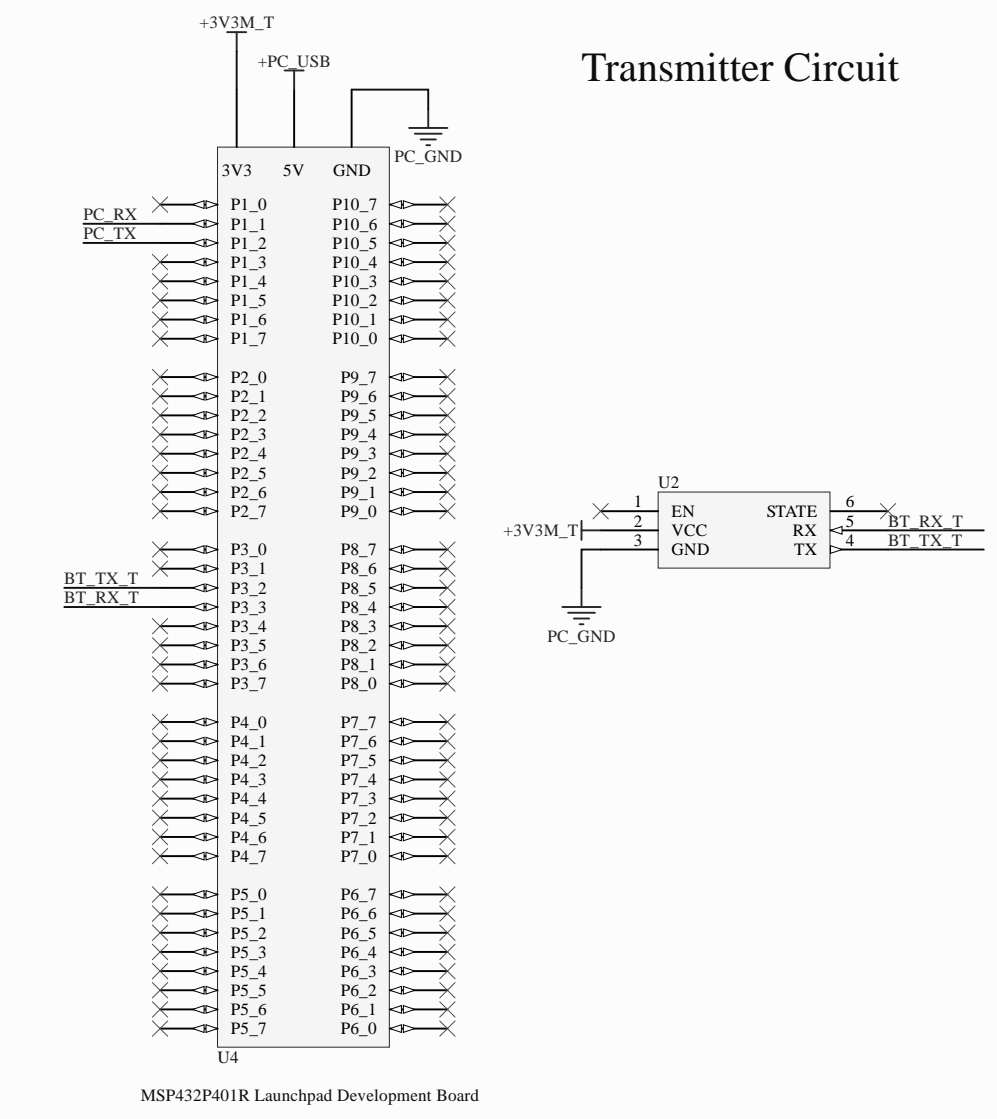 +3V3M_T
+PC_USB
Transmitter Circuit
PC_GND
3V3 5V GND
P1_0 P10_7
PC_RX
P1_1 P10_6
PC_TX
P1_2 P10_5
P1_3 P10_4
P1_4 P10_3
P1_5 P10_2
P1_6 P10_1
P1_7 P10_0
P2_0 P9_7
P2_1 P9_6
P2_2 P9_5
P2_3 P9_4
P2_4 P9_3
P2_5 P9_2
P2_6 P9_1
P2_7 P9_0
P3_0 P8_7
P3_1 P8_6
BT_TX_T
P3_2 P8_5
BT_RX_T
P3_3 P8_4
P3_4 P8_3
P3_5 P8_2
P3_6 P8_1
P3_7 P8_0
P4_0 P7_7
P4_1 P7_6
P4_2 P7_5
P4_3 P7_4
P4_4 P7_3
P4_5 P7_2
P4_6 P7_1
P4_7 P7_0
P5_0 P6_7
P5_1 P6_6
P5_2 P6_5
P5_3 P6_4
P5_4 P6_3
P5_5 P6_2
P5_6 P6_1
P5_7 P6_0
U4
MSP432P401R Launchpad Development Board
U2
1 EN STATE 6
+3V3M_T 2 VCC RX 5 BT_RX_T
3 GND TX 4 BT_TX_T
PC_GND